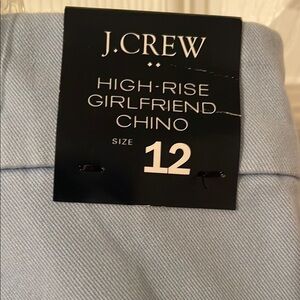 J.CREW
HIGH-RISE
GIRLFRIEND
CHINO
SIZE 12